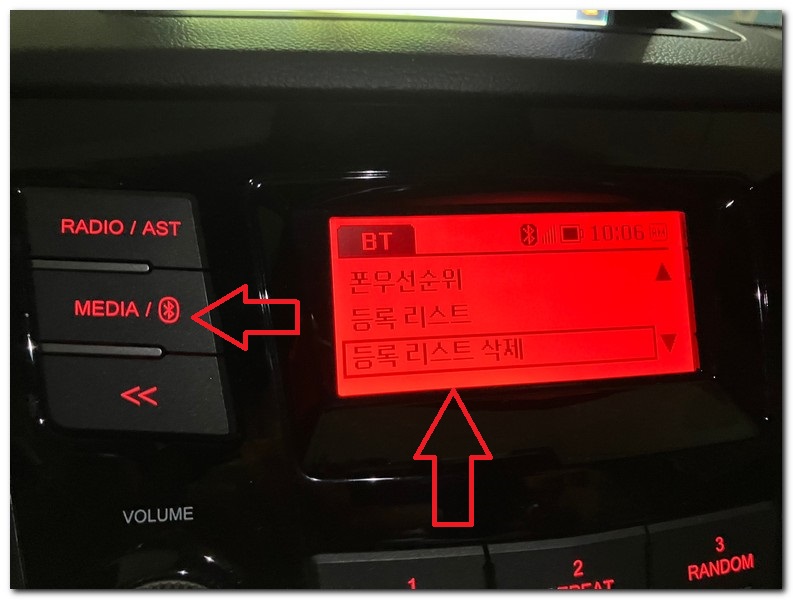 RADIO / AST
MEDIA /
<<
VOLUME
BT
10:06
폰우선순위
등록 리스트
등록 리스트 삭제
1
2
REPEAT
3
RANDOM